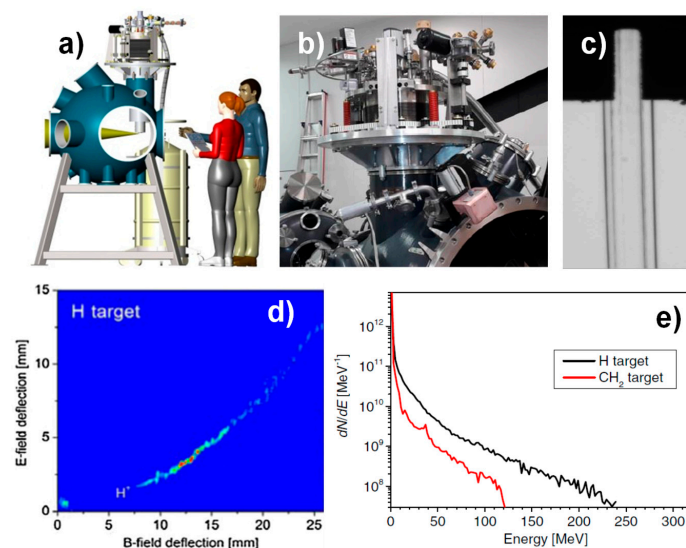 a)
b)
c)
d)
H target
H⁺
15
10
5
0
E-field deflection [mm]
0
5
10
15
20
25
B-field deflection [mm]
e)
H target
CH₂ target
10¹²
10¹¹
10¹⁰
10⁹
10⁸
dN/dE [MeV⁻¹]
0
50
100
150
200
250
300
Energy [MeV]